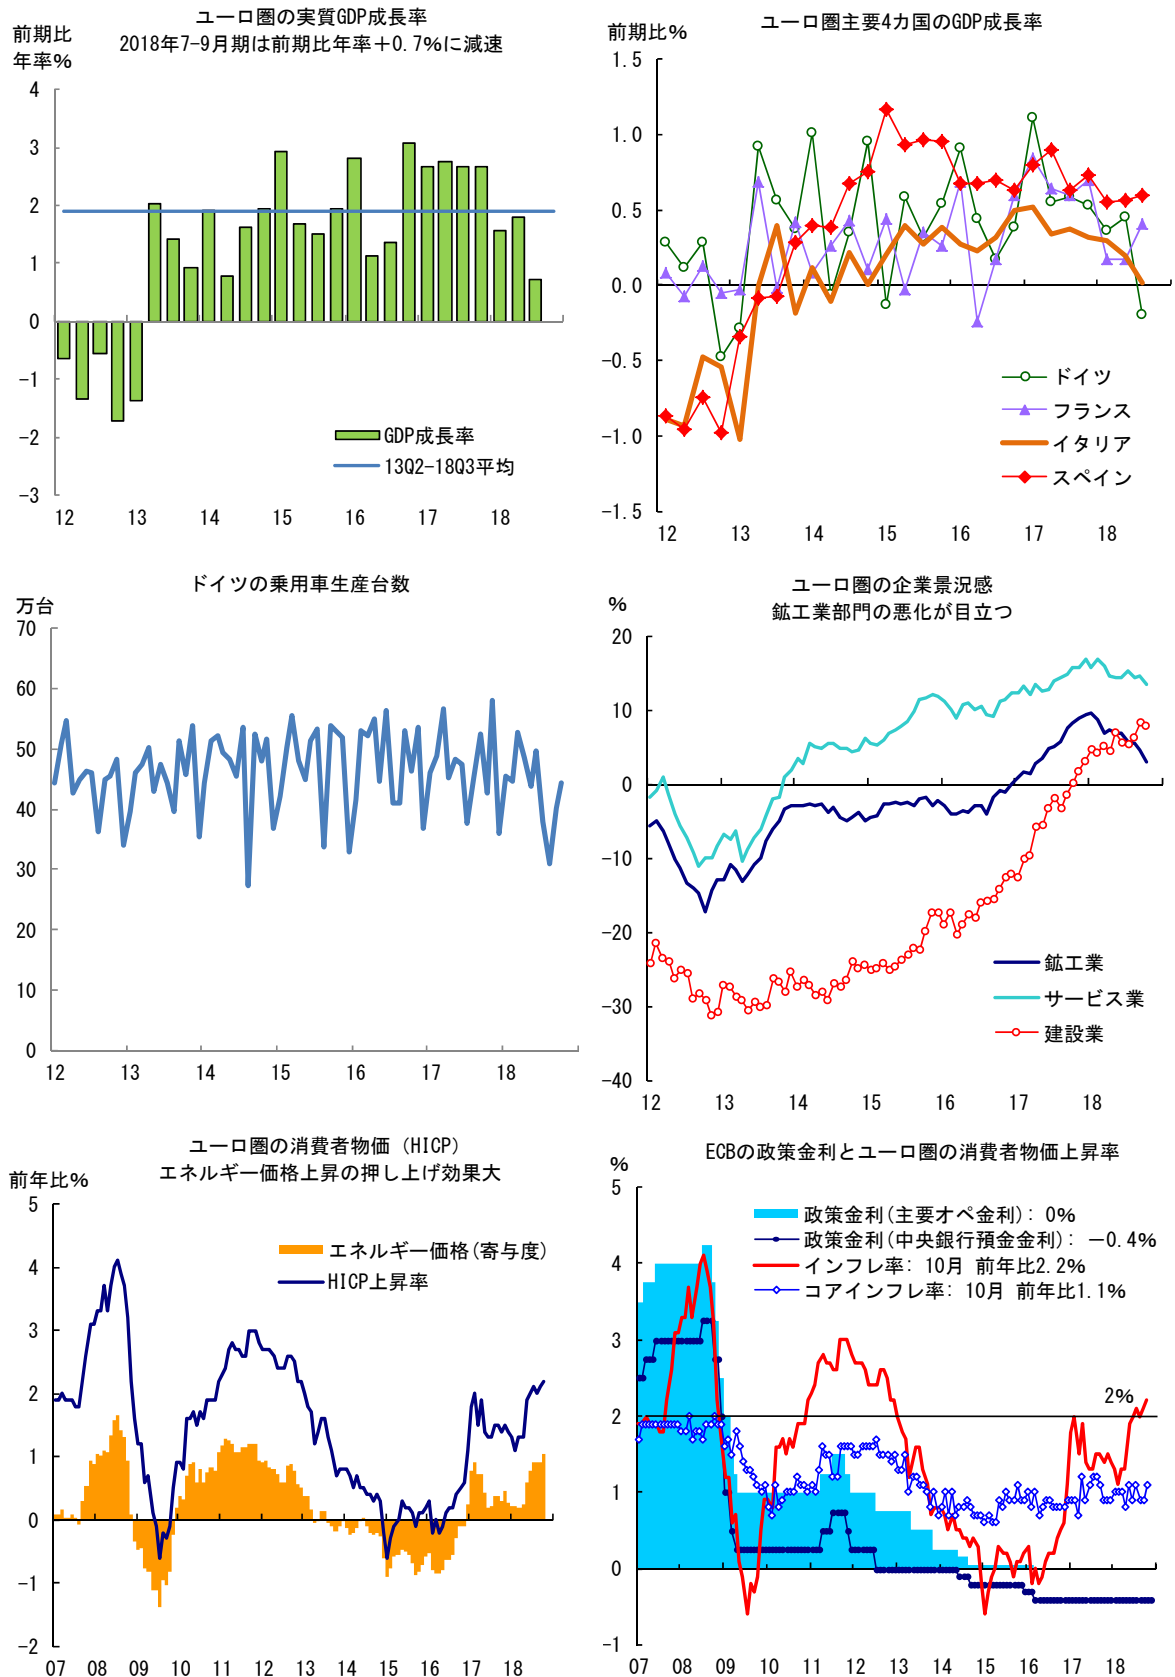 ユーロ圏の実質GDP成長率
2018年7-9月期は前期比年率+0.7%に減速
前期比
年率%
4
3
2
1
0
-1
-2
-3
12 13 14 15 16 17 18
GDP成長率
13Q2-18Q3平均
ユーロ圏主要4カ国のGDP成長率
前期比%
1.5
1.0
0.5
0.0
-0.5
-1.0
-1.5
12 13 14 15 16 17 18
ドイツ
フランス
イタリア
スペイン
ドイツの乗用車生産台数
万台
70
60
50
40
30
20
10
0
12 13 14 15 16 17 18
ユーロ圏の企業景況感
鉱工業部門の悪化が目立つ
%
20
10
0
-10
-20
-30
-40
12 13 14 15 16 17 18
鉱工業
サービス業
建設業
ユーロ圏の消費者物価(HICP)
エネルギー価格上昇の押し上げ効果大
前年比%
5
4
3
2
1
0
-1
-2
07 08 09 10 11 12 13 14 15 16 17 18
エネルギー価格(寄与度)
HICP上昇率
ECBの政策金利とユーロ圏の消費者物価上昇率
%
5
4
3
2
1
0
-1
07 08 09 10 11 12 13 14 15 16 17 18
政策金利(主要オペ金利): 0%
政策金利(中央銀行預金金利): -0.4%
インフレ率: 10月 前年比2.2%
コアインフレ率: 10月 前年比1.1%
2%